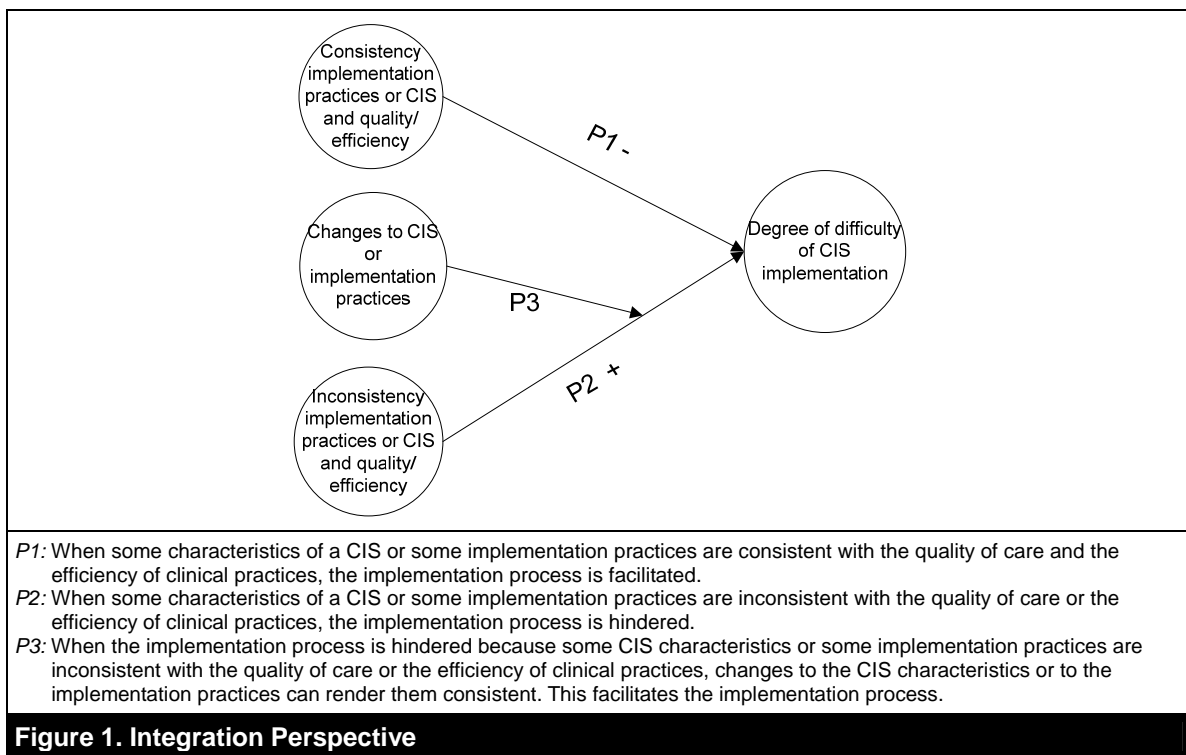 Consistency
implementation
practices or CIS
and quality/
efficiency
P1 -
Changes to CIS
or
implementation
practices
P3
Degree of difficulty
of CIS
implementation
P2 +
Inconsistency
implementation
practices or CIS
and quality/
efficiency
P1: When some characteristics of a CIS or some implementation practices are consistent with the quality of care and the
efficiency of clinical practices, the implementation process is facilitated.
P2: When some characteristics of a CIS or some implementation practices are inconsistent with the quality of care or the
efficiency of clinical practices, the implementation process is hindered.
P3: When the implementation process is hindered because some CIS characteristics or some implementation practices are
inconsistent with the quality of care or the efficiency of clinical practices, changes to the CIS characteristics or to the
implementation practices can render them consistent. This facilitates the implementation process.
Figure 1. Integration Perspective